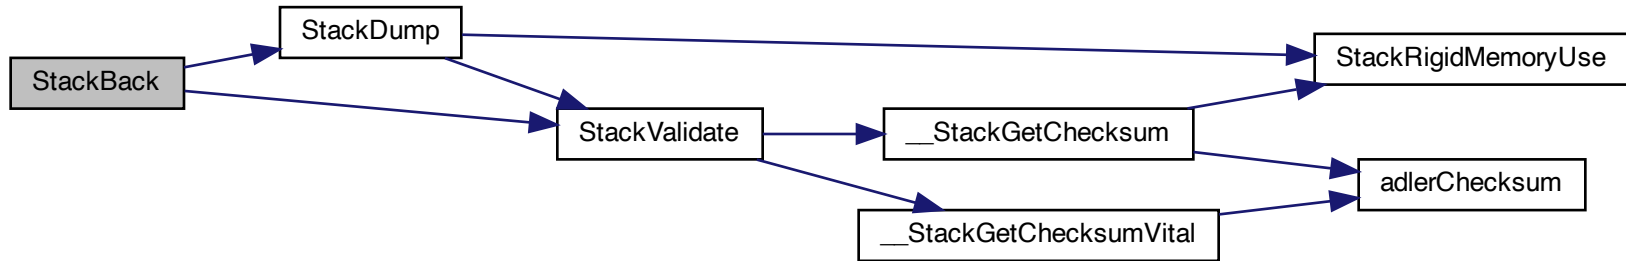 StackBack
StackDump
StackValidate
__StackGetChecksum
__StackGetChecksumVital
StackRigidMemoryUse
adlerChecksum